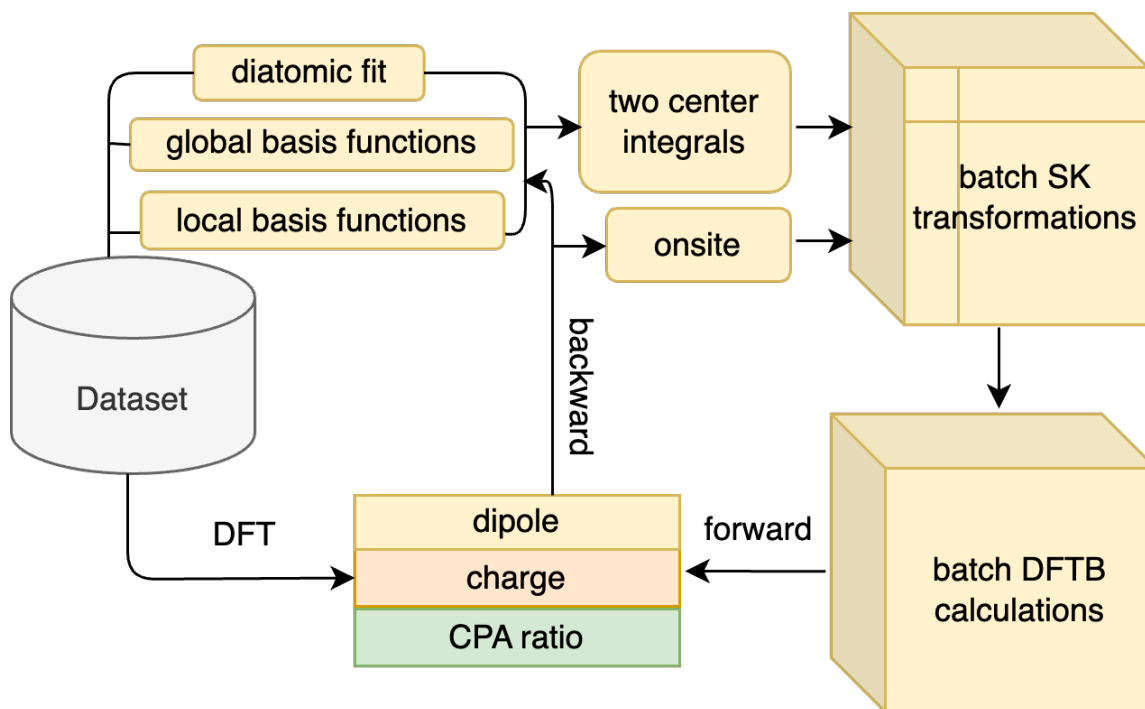 diatomic fit
global basis functions
local basis functions
two center
integrals
onsite
batch SK
transformations
Dataset
backward
DFT
dipole
charge
CPA ratio
forward
batch DFTB
calculations